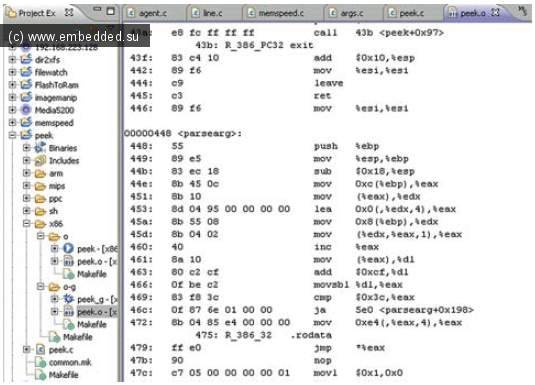 Project Ex
agent.c
line.c
memspeed.c
args.c
peek.c
peek.o
(c) www.embedded.su
192.168.223.128
dir2xfs
filewatch
FlashToRam
imagemanip
Media5200
memspeed
peek
Binaries
Includes
arm
mips
ppc
sh
x86
o
peek - [x86
peek.o - [x
Makefile
o-g
peek_g - [x
peek.o - [x
Makefile
Makefile
peek.c
common.mk
Makefile
43a: e8 fc ff ff ff call 43b <peek+0x97>
43b: R_386_PC32 exit
43f: 83 c4 10 add $0x10,%esp
442: 89 f6 mov %esi,%esi
444: c9 leave
445: c3 ret
446: 89 f6 mov %esi,%esi
00000448 <parsearg>:
448: 55 push %ebp
449: 89 e5 mov %esp,%ebp
44b: 83 ec 18 sub $0x18,%esp
44e: 8b 45 0c mov 0xc(%ebp),%eax
451: 8b 10 mov (%eax),%edx
453: 8d 04 95 00 00 00 00 lea 0x0(,%edx,4),%eax
45a: 8b 55 08 mov 0x8(%ebp),%edx
45d: 8b 04 02 mov (%edx,%eax,1),%eax
460: 40 inc %eax
461: 8a 10 mov (%eax),%dl
463: 80 c2 cf add $0xcf,%dl
466: 0f be c2 movsbl %dl,%eax
469: 83 f8 3c cmp $0x3c,%eax
46c: 0f 87 6e 01 00 00 ja 5e0 <parsearg+0x198>
472: 8b 04 85 e4 00 00 00 mov 0xe4(,%eax,4),%eax
475: R_386_32 .rodata
479: ff e0 jmp *%eax
47b: 90 nop
47c: c7 05 00 00 00 00 01 movl $0x1,0x0